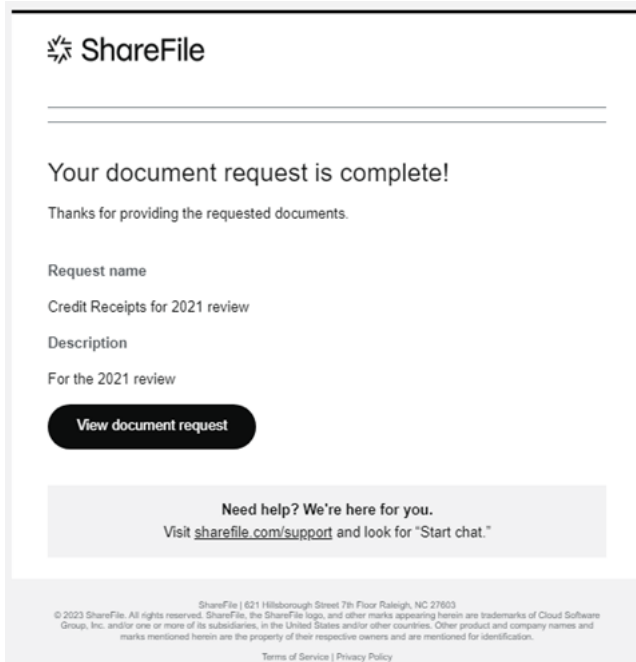 ShareFile
Your document request is complete!
Thanks for providing the requested documents.
Request name
Credit Receipts for 2021 review
Description
For the 2021 review
View document request
Need help? We're here for you.
Visit sharefile.com/support and look for “Start chat.”
ShareFile | 621 Hillsborough Street 7th Floor Raleigh, NC 27603
© 2023 ShareFile. All rights reserved. ShareFile, the ShareFile logo, and other marks appearing herein are trademarks of Cloud Software
Group, Inc. and/or one or more of its subsidiaries, in the United States and/or other countries. Other product and company names and
marks mentioned herein are the property of their respective owners and are mentioned for identification.
Terms of Service | Privacy Policy